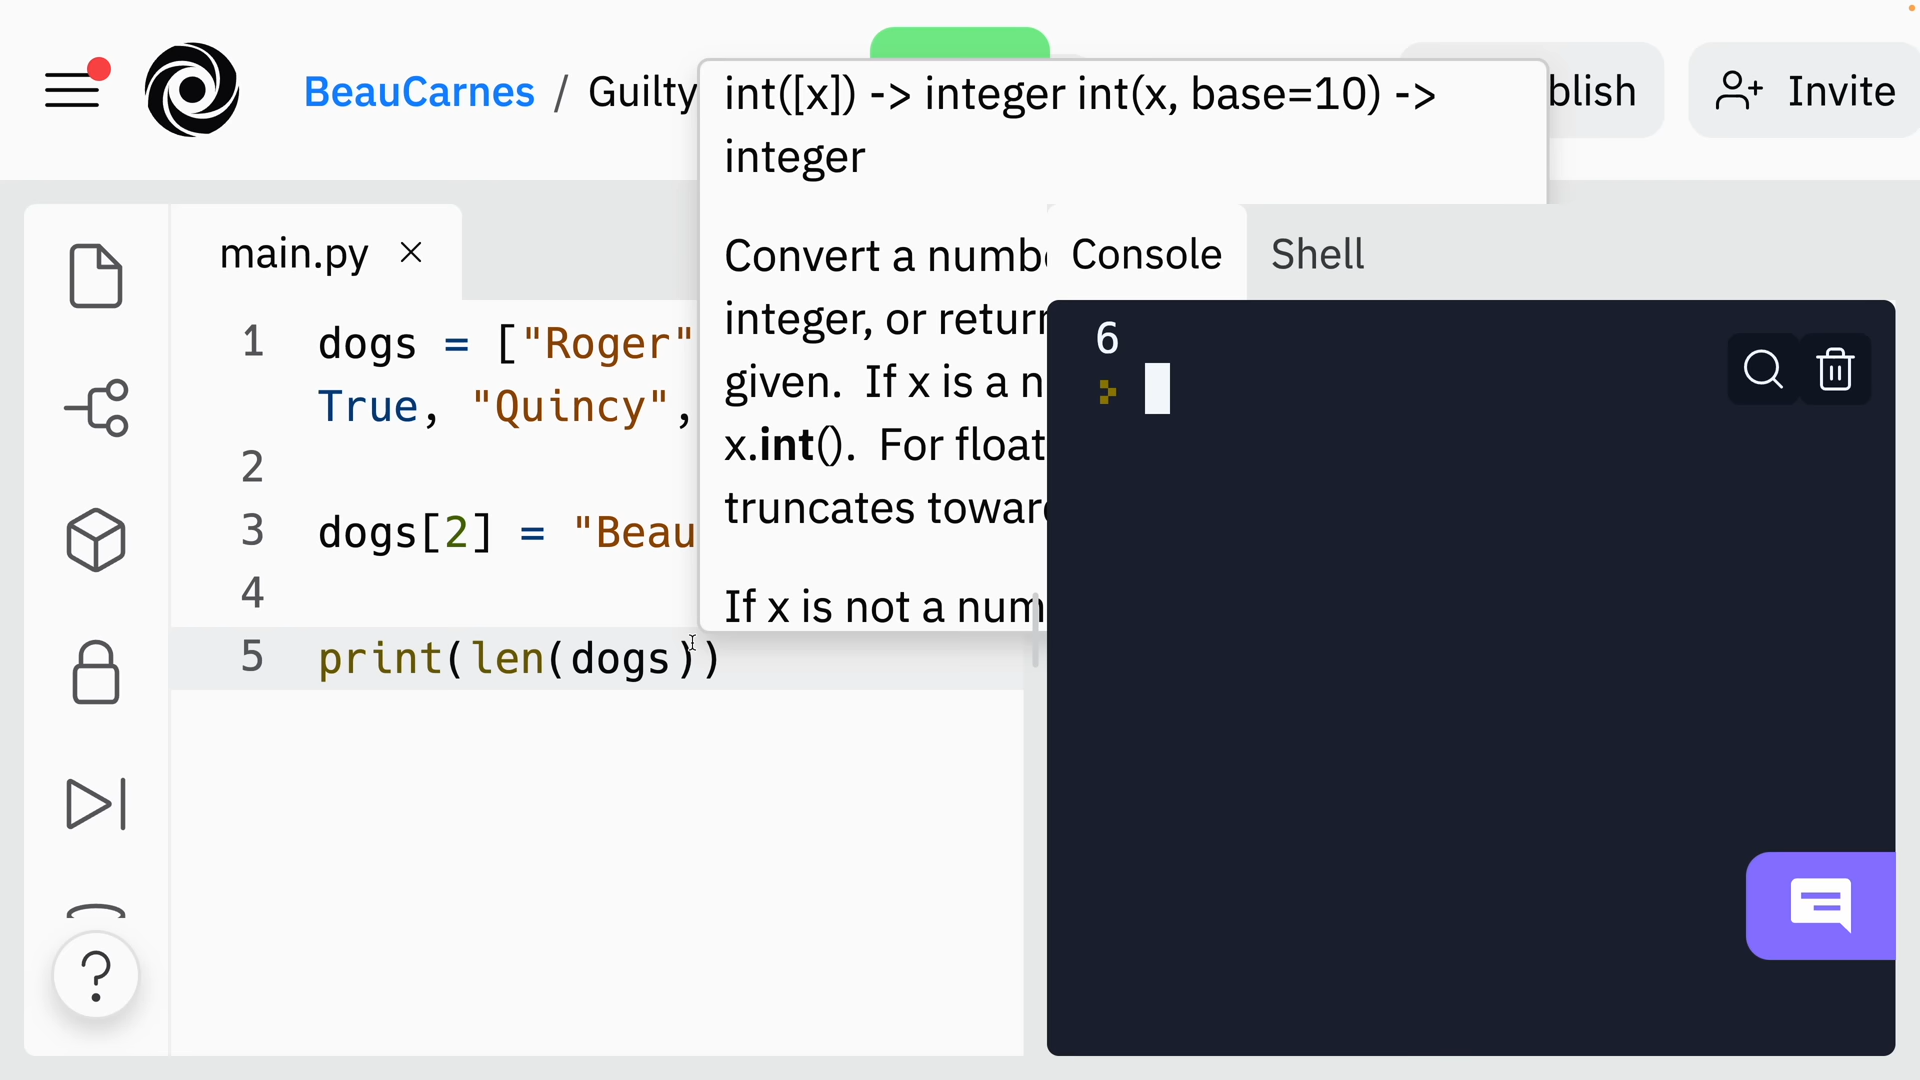 BeauCarnes / Guilty
blish
Invite
int([x]) -> integer int(x, base=10) ->
integer
Convert a numb
integer, or return
given. If x is a n
x.int(). For float
truncates towar
If x is not a num
main.py ×
1 dogs = ["Roger"
True, "Quincy",
2
3 dogs[2] = "Beau
4
5 print(len(dogs))
Console
Shell
6
?